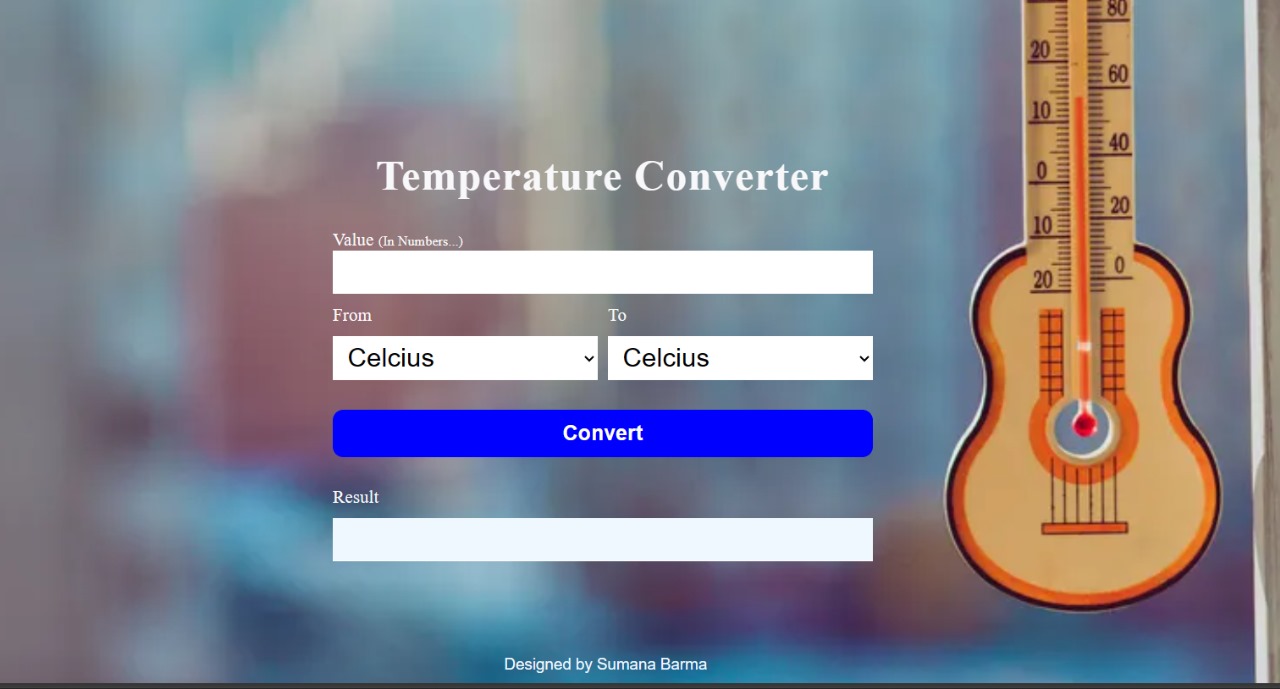 80
20
60
10
40
0
20
10
0
20
Temperature Converter
Value (In Numbers...)
From To
Celcius Celcius
Convert
Result
Designed by Sumana Barma